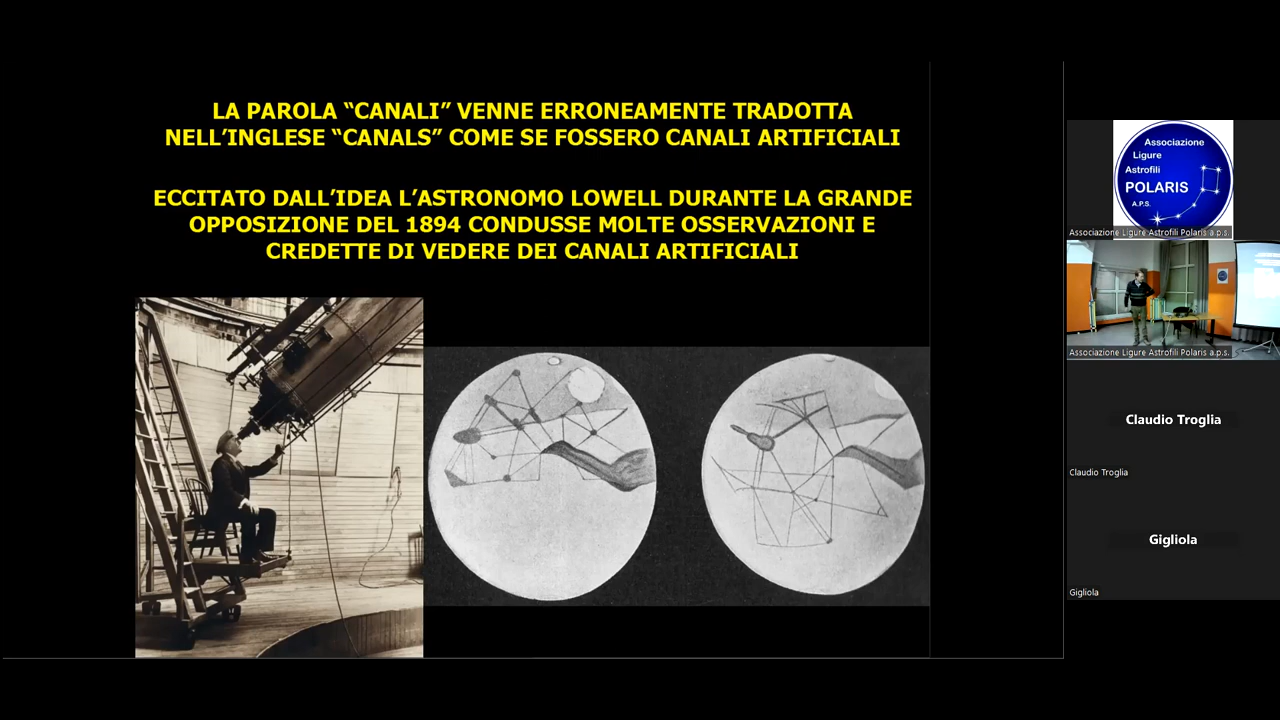 LA PAROLA “CANALI” VENNE ERRONEAMENTE TRADOTTA
NELL’INGLESE “CANALS” COME SE FOSSERO CANALI ARTIFICIALI
ECCITATO DALL’IDEA L’ASTRONOMO LOWELL DURANTE LA GRANDE
OPPOSIZIONE DEL 1894 CONDUSSE MOLTE OSSERVAZIONI E
CREDETTE DI VEDERE DEI CANALI ARTIFICIALI
Associazione
Ligure
Astrofili
POLARIS
A.P.S.
Associazione Ligure Astrofili Polaris a.p.s.
Associazione Ligure Astrofili Polaris a.p.s.
Claudio Troglia
Claudio Troglia
Gigliola
Gigliola